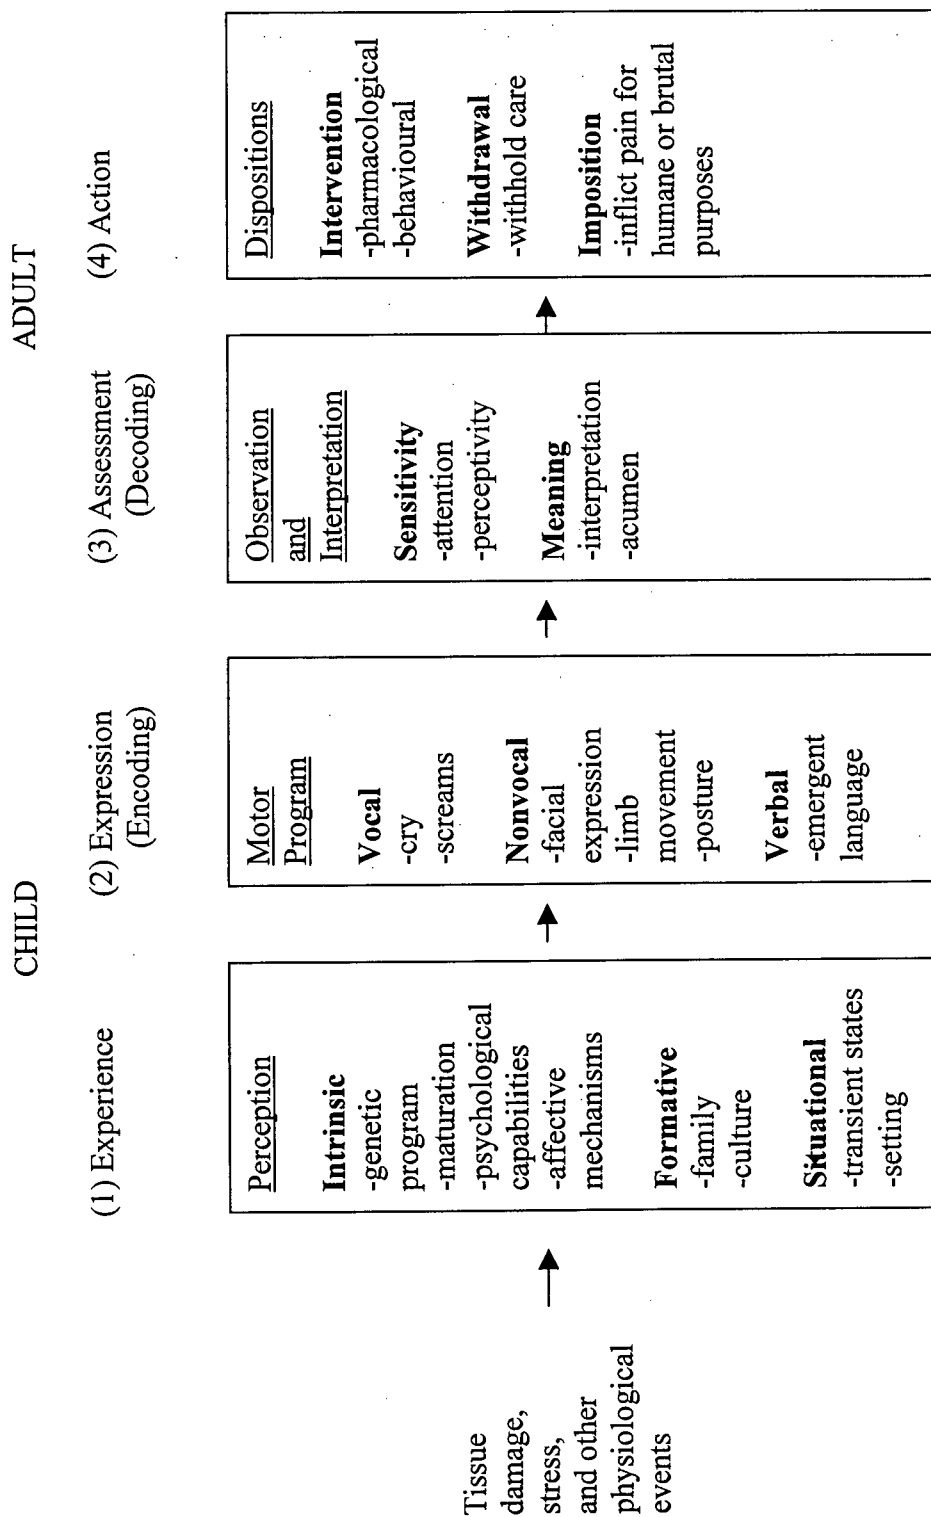 CHILD
ADULT
(1) Experience
(2) Expression
(Encoding)
(3) Assessment
(Decoding)
(4) Action
Tissue
damage,
stress,
and other
physiological
events
Perception
Intrinsic
-genetic
program
-maturation
-psychological
capabilities
-affective
mechanisms
Formative
-family
-culture
Situational
-transient states
-setting
Motor
Program
Vocal
-cry
-screams
Nonvocal
-facial
expression
-limb
movement
-posture
Verbal
-emergent
language
Observation
and
Interpretation
Sensitivity
-attention
-perceptivity
Meaning
-interpretation
-acumen
Dispositions
Intervention
-pharmacological
-behavioural
Withdrawal
-withhold care
Imposition
-inflict pain for
humane or brutal
purposes